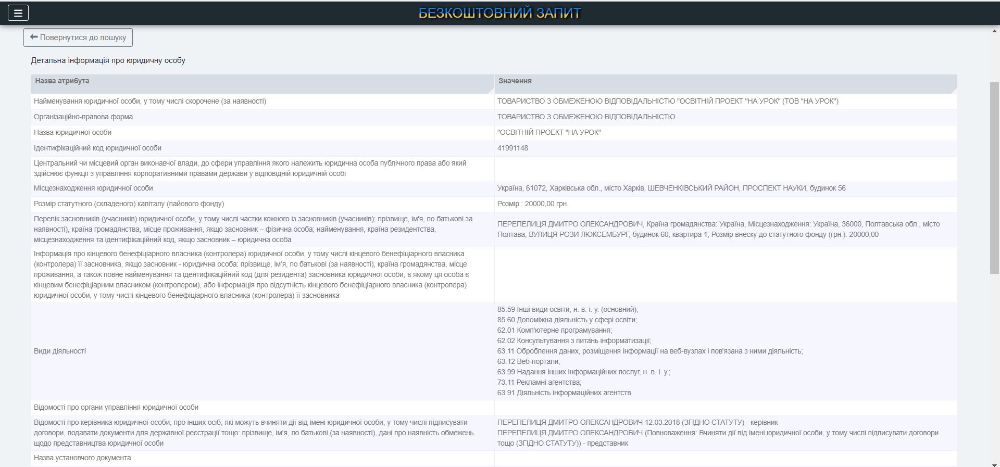 БЕЗКОШТОВНИЙ ЗАПИТ
Повернутися до пошуку
Детальна інформація про юридичну особу
Назва атрибута
Значення
Найменування юридичної особи, у тому числі скорочене (за наявності)
ТОВАРИСТВО З ОБМЕЖЕНОЮ ВІДПОВІДАЛЬНІСТЮ "ОСВІТНІЙ ПРОЕКТ "НА УРОК" (ТОВ "НА УРОК")
Організаційно-правова форма
ТОВАРИСТВО З ОБМЕЖЕНОЮ ВІДПОВІДАЛЬНІСТЮ
Назва юридичної особи
"ОСВІТНІЙ ПРОЕКТ "НА УРОК"
Ідентифікаційний код юридичної особи
41991148
Центральний чи місцевий орган виконавчої влади, до сфери управління якого належить юридична особа публічного права або який
здійснює функції з управління корпоративними правами держави у відповідній юридичній особі
Місцезнаходження юридичної особи
Україна, 61072, Харківська обл., місто Харків, ШЕВЧЕНКІВСЬКИЙ РАЙОН, ПРОСПЕКТ НАУКИ, будинок 56
Розмір статутного (складеного) капіталу (пайового фонду)
Розмір : 20000,00 грн.
Перелік засновників (учасників) юридичної особи, у тому числі частки кожного із засновників (учасників); прізвище, ім'я, по батькові за
наявності), країна громадянства, місце проживання, якщо засновник – фізична особа; найменування, країна резидентства,
місцезнаходження та ідентифікаційний код, якщо засновник – юридична особа
ПЕРЕПЕЛИЦЯ ДМИТРО ОЛЕКСАНДРОВИЧ, Країна громадянства: Україна, Місцезнаходження: Україна, 36000, Полтавська обл., місто
Полтава, ВУЛИЦЯ РОЗИ ЛЮКСЕМБУРГ, будинок 60, квартира 1, Розмір внеску до статутного фонду (грн.): 20000,00
Інформація про кінцевого бенефіціарного власника (контролера) юридичної особи, у тому числі кінцевого бенефіціарного власника
(контролера) її засновника, якщо засновник - юридична особа: прізвище, ім’я, по батькові (за наявності), країна громадянства, місце
проживання, а також повне найменування та ідентифікаційний код (для резидента) засновника юридичної особи, в якому ця особа є
кінцевим бенефіціарним власником (контролером), або інформація про відсутність кінцевого бенефіціарного власника (контролера)
юридичної особи, у тому числі кінцевого бенефіціарного власника (контролера) її засновника
Види діяльності
85.59 Інші види освіти, н. в. і. у. (основний);
85.60 Допоміжна діяльність у сфері освіти;
62.01 Комп'ютерне програмування;
62.02 Консультування з питань інформатизації;
63.11 Оброблення даних, розміщення інформації на веб-вузлах і пов'язана з ними діяльність;
63.12 Веб-портали;
63.99 Надання інших інформаційних послуг, н. в. і. у.;
73.11 Рекламні агентства;
63.91 Діяльність інформаційних агентств
Відомості про органи управління юридичної особи
Відомості про керівника юридичної особи, про інших осіб, які можуть вчиняти дії від імені юридичної особи, у тому числі підписувати
договори, подавати документи для державної реєстрації тощо: прізвище, ім’я, по батькові (за наявності), дані про наявність обмежень
щодо представництва юридичної особи
ПЕРЕПЕЛИЦЯ ДМИТРО ОЛЕКСАНДРОВИЧ 12.03.2018 (ЗГІДНО СТАТУТУ) - керівник
ПЕРЕПЕЛИЦЯ ДМИТРО ОЛЕКСАНДРОВИЧ (Повноваження: Вчиняти дії від імені юридичної особи, у тому числі підписувати договори
тощо (ЗГІДНО СТАТУТУ)) - представник
Назва установчого документа